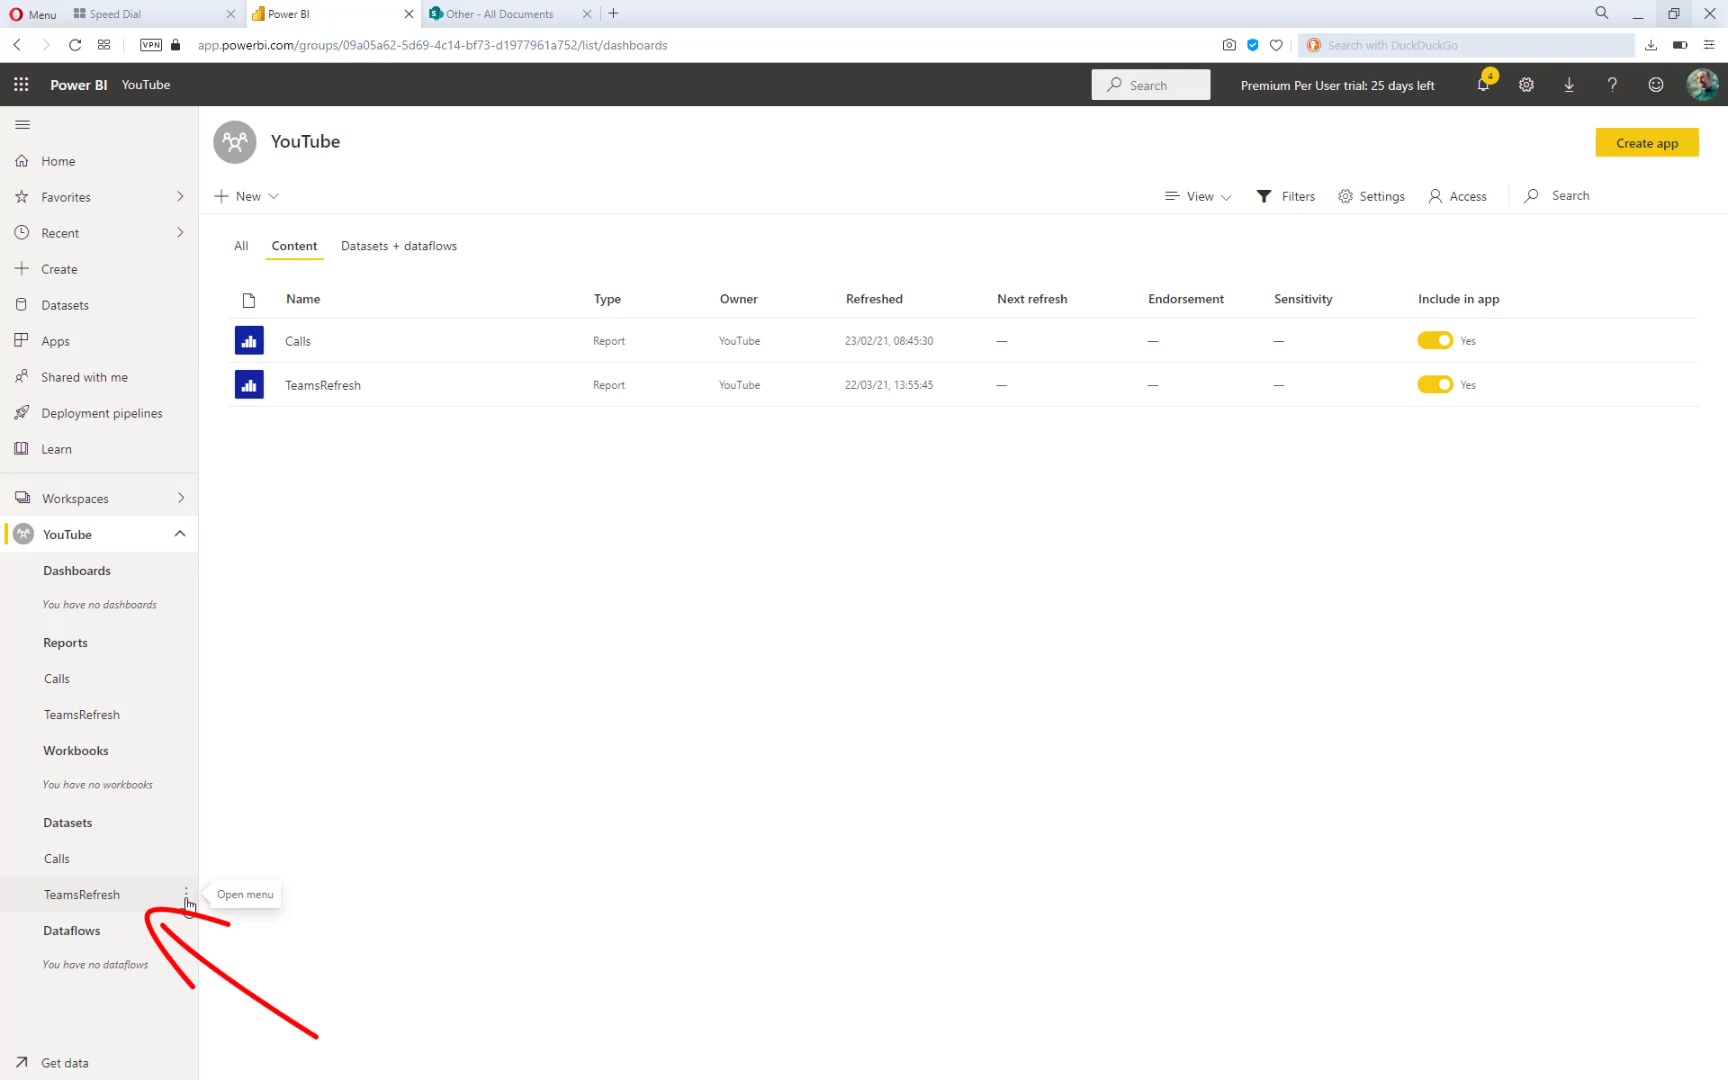 Menu
Speed Dial
Power BI
Other - All Documents
VPN
app.powerbi.com/groups/09a05a62-5d69-4c14-bf73-d1977961a752/list/dashboards
Search with DuckDuckGo
Power BI YouTube
Search
Premium Per User trial: 25 days left
4
Home
Favorites
Recent
Create
Datasets
Apps
Shared with me
Deployment pipelines
Learn
Workspaces
YouTube
Dashboards
You have no dashboards
Reports
Calls
TeamsRefresh
Workbooks
You have no workbooks
Datasets
Calls
TeamsRefresh
Open menu
Dataflows
You have no dataflows
Get data
YouTube
Create app
New
View
Filters
Settings
Access
Search
All Content Datasets + dataflows
Name Type Owner Refreshed Next refresh Endorsement Sensitivity Include in app
Calls Report YouTube 23/02/21, 08:45:30 — — — Yes
TeamsRefresh Report YouTube 22/03/21, 13:55:45 — — — Yes